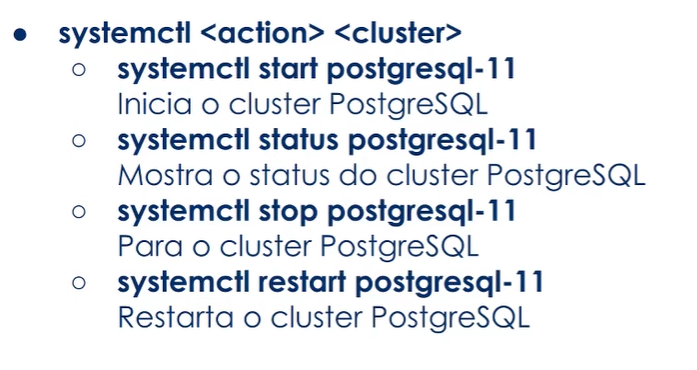 ● systemctl <action> <cluster>
○ systemctl start postgresql-11
Inicia o cluster PostgreSQL
○ systemctl status postgresql-11
Mostra o status do cluster PostgreSQL
○ systemctl stop postgresql-11
Para o cluster PostgreSQL
○ systemctl restart postgresql-11
Restarta o cluster PostgreSQL